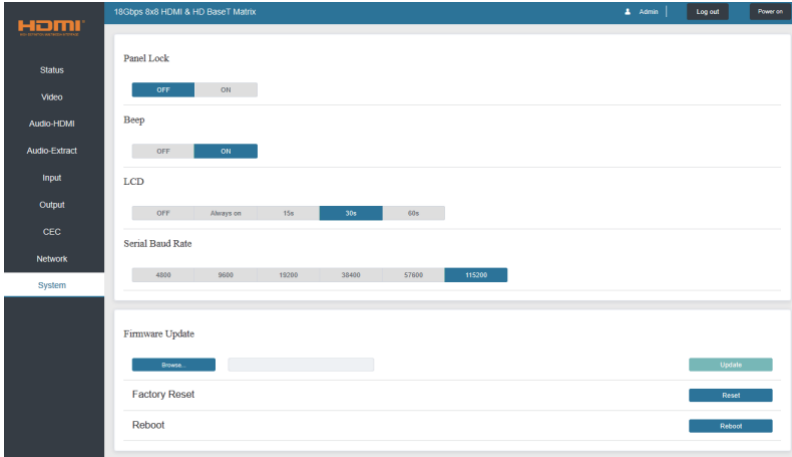 HDMI
18Gbps 8x8 HDMI & HD BaseT Matrix
Admin
Log out
Power on
Status
Video
Audio-HDMI
Audio-Extract
Input
Output
CEC
Network
System
Panel Lock
OFF ON
Beep
OFF ON
LCD
OFF Always on 15s 30s 60s
Serial Baud Rate
4800 9600 19200 38400 57600 115200
Firmware Update
Browse... Update
Factory Reset Reset
Reboot Reboot